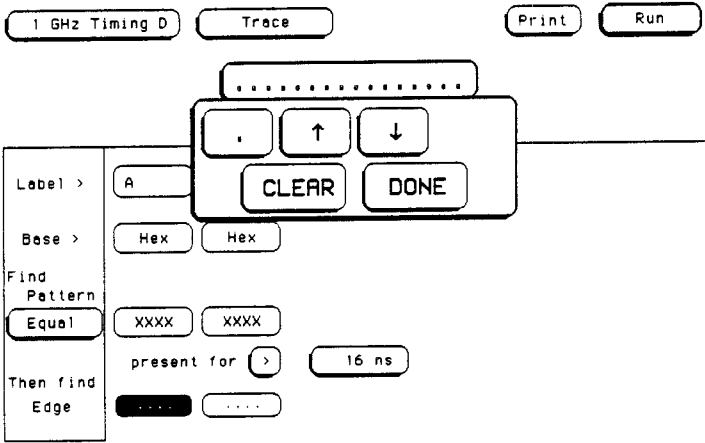 1 GHz Timing D Trace Print Run
................
. ↑ ↓
CLEAR DONE
Label > A
Base > Hex Hex
Find
Pattern
Equal XXXX XXXX
present for > 16 ns
Then find
Edge .... ....